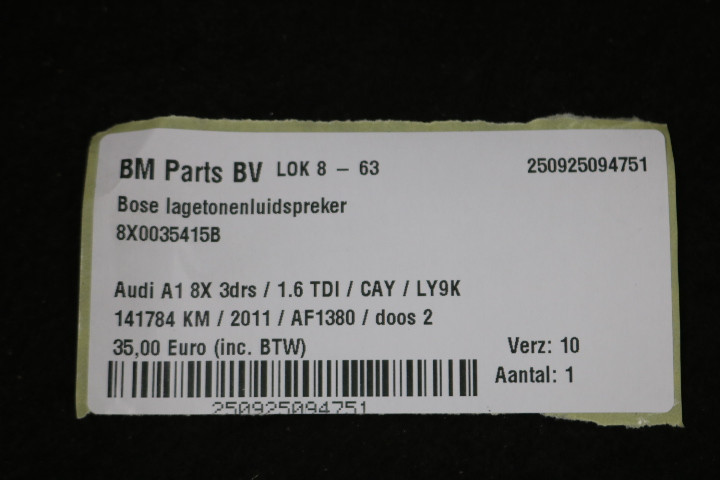 BM Parts BV LOK 8 – 63 250925094751
Bose lagetonenluidspreker
8X0035415B
Audi A1 8X 3drs / 1.6 TDI / CAY / LY9K
141784 KM / 2011 / AF1380 / doos 2
35,00 Euro (inc. BTW) Verz: 10
Aantal: 1
250925094751